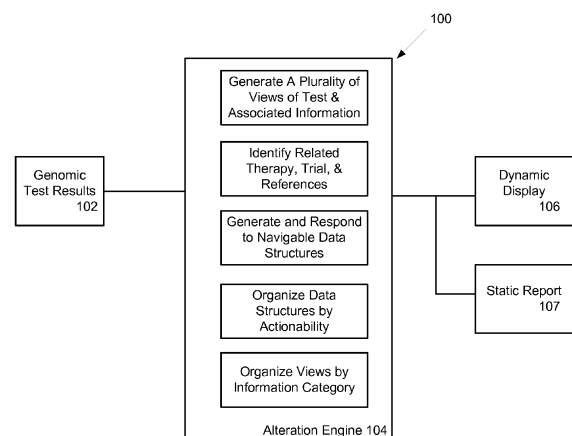 100
Generate A Plurality of
Views of Test &
Associated Information
Identify Related
Therapy, Trial, &
References
Generate and Respond
to Navigable Data
Structures
Organize Data
Structures by
Actionability
Organize Views by
Information Category
Alteration Engine 104
Genomic
Test Results
102
Dynamic
Display
106
Static Report
107